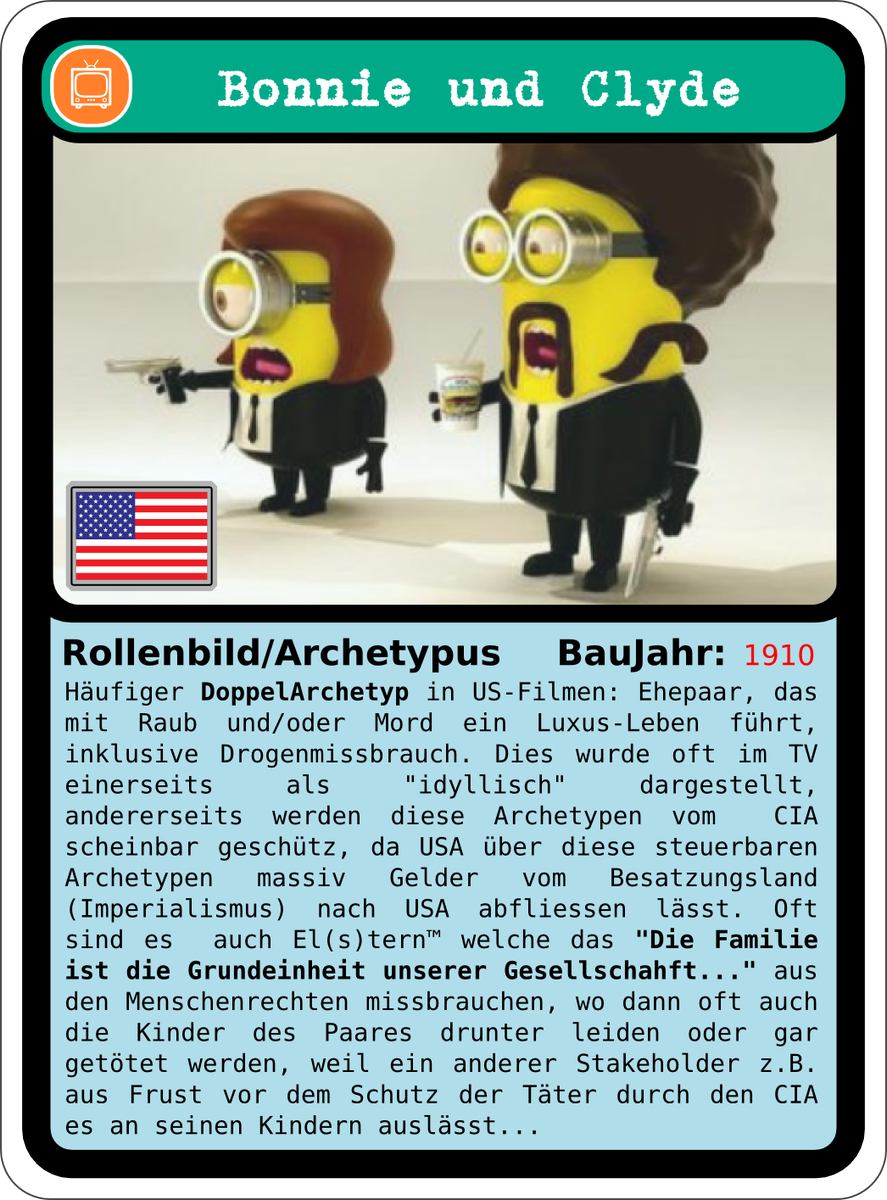 Bonnie und Clyde
Rollenbild/Archetypus BauJahr: 1910
Häufiger DoppelArchetyp in US-Filmen: Ehepaar, das
mit Raub und/oder Mord ein Luxus-Leben führt,
inklusive Drogenmissbrauch. Dies wurde oft im TV
einerseits als "idyllisch" dargestellt,
andererseits werden diese Archetypen vom CIA
scheinbar geschütz, da USA über diese steuerbaren
Archetypen massiv Gelder vom Besatzungsland
(Imperialismus) nach USA abfliessen lässt. Oft
sind es auch El(s)tern™ welche das "Die Familie
ist die Grundeinheit unserer Gesellschahft..." aus
den Menschenrechten missbrauchen, wo dann oft auch
die Kinder des Paares drunter leiden oder gar
getötet werden, weil ein anderer Stakeholder z.B.
aus Frust vor dem Schutz der Täter durch den CIA
es an seinen Kindern auslässt...